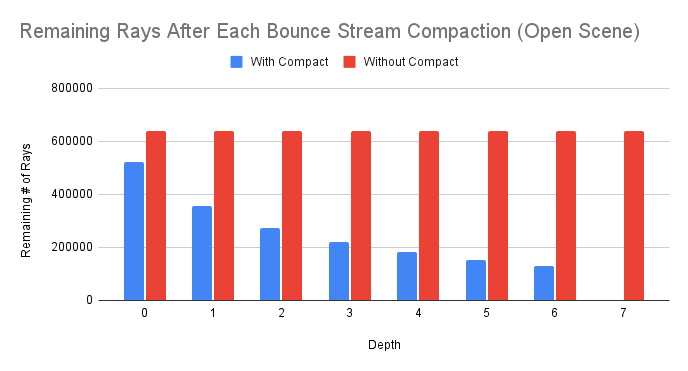 Remaining Rays After Each Bounce Stream Compaction (Open Scene)
With Compact Without Compact
800000
600000
400000
200000
0
Remaining # of Rays
0 1 2 3 4 5 6 7
Depth